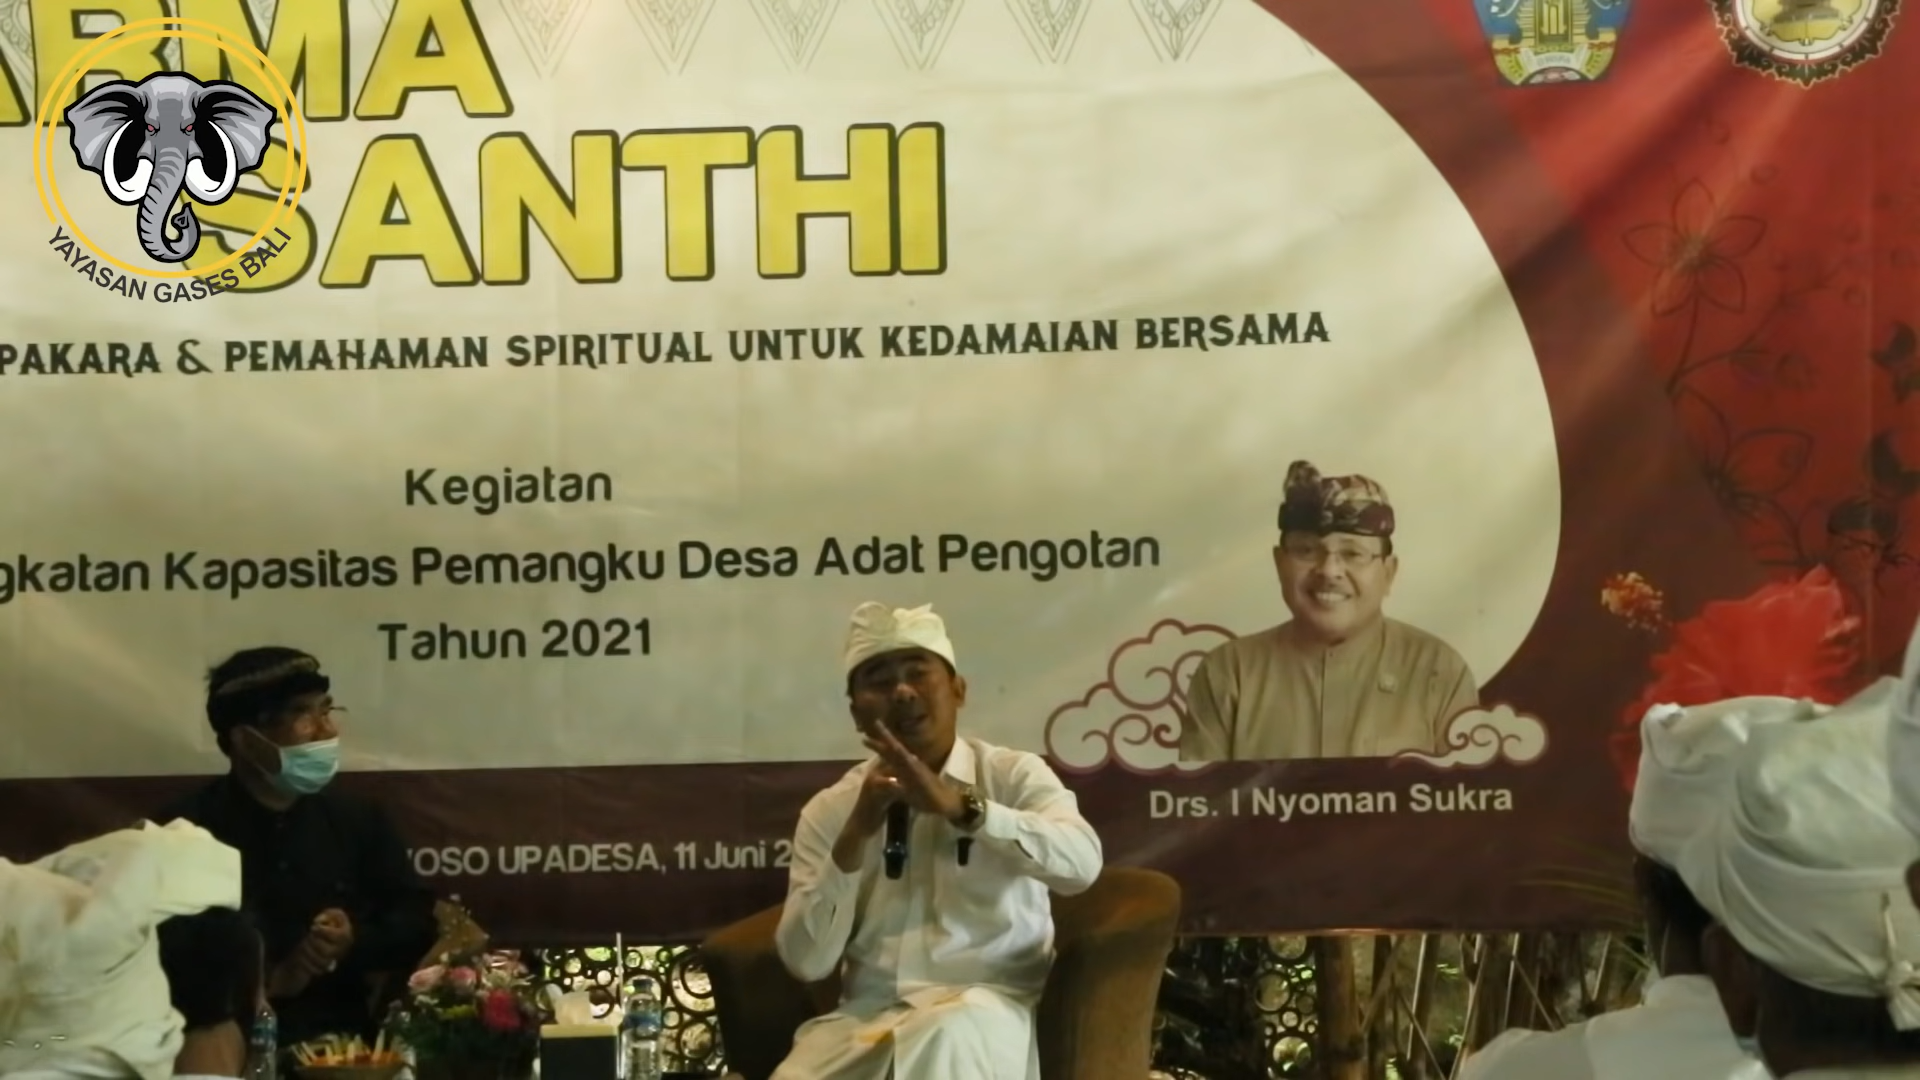 ARMA
SANTHI
YAYASAN GASES BALI
PAKARA & PEMAHAMAN SPIRITUAL UNTUK KEDAMAIAN BERSAMA
Kegiatan
gkatan Kapasitas Pemangku Desa Adat Pengotan
Tahun 2021
Drs. I Nyoman Sukra
OSO UPADESA, 11 Juni 2